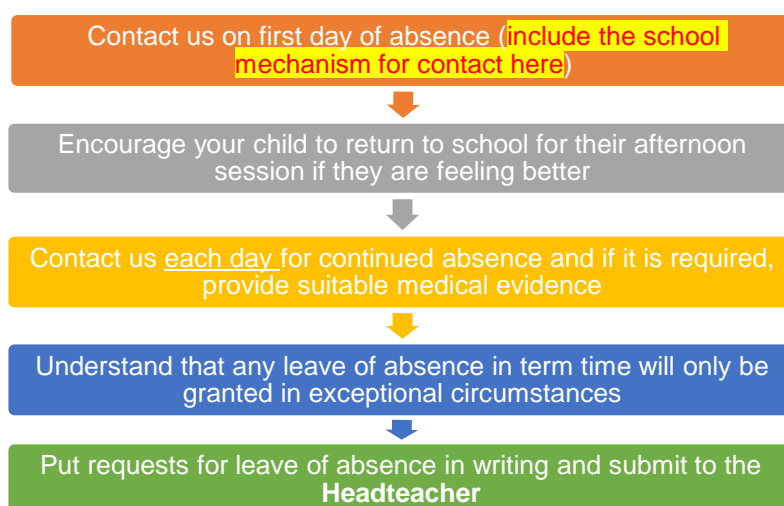 Contact us on first day of absence (include the school
mechanism for contact here)
Encourage your child to return to school for their afternoon
session if they are feeling better
Contact us each day for continued absence and if it is required,
provide suitable medical evidence
Understand that any leave of absence in term time will only be
granted in exceptional circumstances
Put requests for leave of absence in writing and submit to the
Headteacher